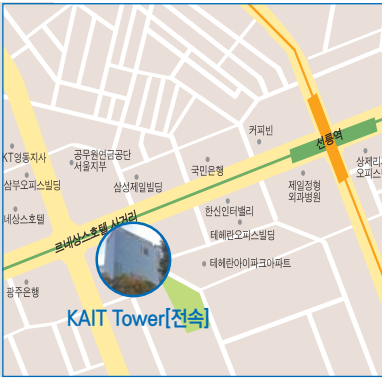 커피빈
선릉역
KT영동지사
공무원연금공단
서울지부
국민은행
상제리
오피스
삼부오피스빌딩
삼성제일빌딩
제일정형
외과병원
네상스호텔
한신인터밸리
르네상스호텔 사거리
테헤란오피스빌딩
테헤란아이파크아파트
광주은행
KAIT Tower[전속]